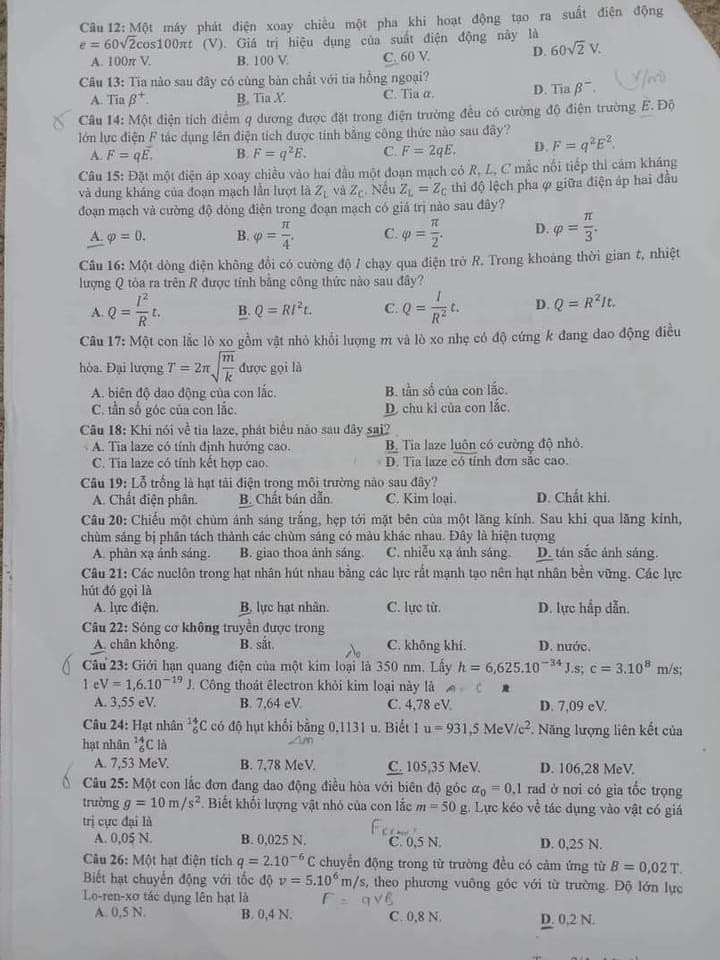 Câu 12: Một máy phát điện xoay chiều một pha khi hoạt động tạo ra suất điện động
e = 60√2cos100πt (V). Giá trị hiệu dụng của suất điện động này là
A. 100π V. B. 100 V. C. 60 V. D. 60√2 V.
Câu 13: Tia nào sau đây có cùng bản chất với tia hồng ngoại?
A. Tia β⁺. B. Tia X. C. Tia α. D. Tia β⁻.
Câu 14: Một điện tích điểm q dương được đặt trong điện trường đều có cường độ điện trường E. Độ
lớn lực điện F tác dụng lên điện tích được tính bằng công thức nào sau đây?
A. F = qE. B. F = q²E. C. F = 2qE. D. F = q²E².
Câu 15: Đặt một điện áp xoay chiều vào hai đầu một đoạn mạch có R, L, C mắc nối tiếp thì cảm kháng
và dung kháng của đoạn mạch lần lượt là Z_L và Z_C. Nếu Z_L = Z_C thì độ lệch pha φ giữa điện áp hai đầu
đoạn mạch và cường độ dòng điện trong đoạn mạch có giá trị nào sau đây?
A. φ = 0. B. φ = π/4. C. φ = π/2. D. φ = π/3.
Câu 16: Một dòng điện không đổi có cường độ I chạy qua điện trở R. Trong khoảng thời gian t, nhiệt
lượng Q tỏa ra trên R được tính bằng công thức nào sau đây?
A. Q = I²/R t. B. Q = RI²t. C. Q = I/R² t. D. Q = R²It.
Câu 17: Một con lắc lò xo gồm vật nhỏ khối lượng m và lò xo nhẹ có độ cứng k đang dao động điều
hòa. Đại lượng T = 2π√(m/k) được gọi là
A. biên độ dao động của con lắc. B. tần số của con lắc.
C. tần số góc của con lắc. D. chu kì của con lắc.
Câu 18: Khi nói về tia laze, phát biểu nào sau đây sai?
A. Tia laze có tính định hướng cao. B. Tia laze luôn có cường độ nhỏ.
C. Tia laze có tính kết hợp cao. D. Tia laze có tính đơn sắc cao.
Câu 19: Lỗ trống là hạt tải điện trong môi trường nào sau đây?
A. Chất điện phân. B. Chất bán dẫn. C. Kim loại. D. Chất khí.
Câu 20: Chiếu một chùm ánh sáng trắng, hẹp tới mặt bên của một lăng kính. Sau khi qua lăng kính,
chùm sáng bị phân tách thành các chùm sáng có màu khác nhau. Đây là hiện tượng
A. phản xạ ánh sáng. B. giao thoa ánh sáng. C. nhiễu xạ ánh sáng. D. tán sắc ánh sáng.
Câu 21: Các nuclôn trong hạt nhân hút nhau bằng các lực rất mạnh tạo nên hạt nhân bền vững. Các lực
hút đó gọi là
A. lực điện. B. lực hạt nhân. C. lực từ. D. lực hấp dẫn.
Câu 22: Sóng cơ không truyền được trong
A. chân không. B. sắt. C. không khí. D. nước.
λ₀
Câu 23: Giới hạn quang điện của một kim loại là 350 nm. Lấy h = 6,625.10⁻³⁴ J.s; c = 3.10⁸ m/s;
1 eV = 1,6.10⁻¹⁹ J. Công thoát êlectron khỏi kim loại này là
A. 3,55 eV. B. 7,64 eV. C. 4,78 eV. D. 7,09 eV.
Câu 24: Hạt nhân ¹⁴₆C có độ hụt khối bằng 0,1131 u. Biết 1 u = 931,5 MeV/c². Năng lượng liên kết của
hạt nhân ¹⁴₆C là Δm
A. 7,53 MeV. B. 7,78 MeV. C. 105,35 MeV. D. 106,28 MeV.
Câu 25: Một con lắc đơn đang dao động điều hòa với biên độ góc α₀ = 0,1 rad ở nơi có gia tốc trọng
trường g = 10 m/s². Biết khối lượng vật nhỏ của con lắc m = 50 g. Lực kéo về tác dụng vào vật có giá
trị cực đại là
A. 0,05 N. B. 0,025 N. C. 0,5 N. D. 0,25 N.
Câu 26: Một hạt điện tích q = 2.10⁻⁶ C chuyển động trong từ trường đều có cảm ứng từ B = 0,02 T.
Biết hạt chuyển động với tốc độ v = 5.10⁶ m/s, theo phương vuông góc với từ trường. Độ lớn lực
Lo-ren-xơ tác dụng lên hạt là F = qVB
A. 0,5 N. B. 0,4 N. C. 0,8 N. D. 0,2 N.